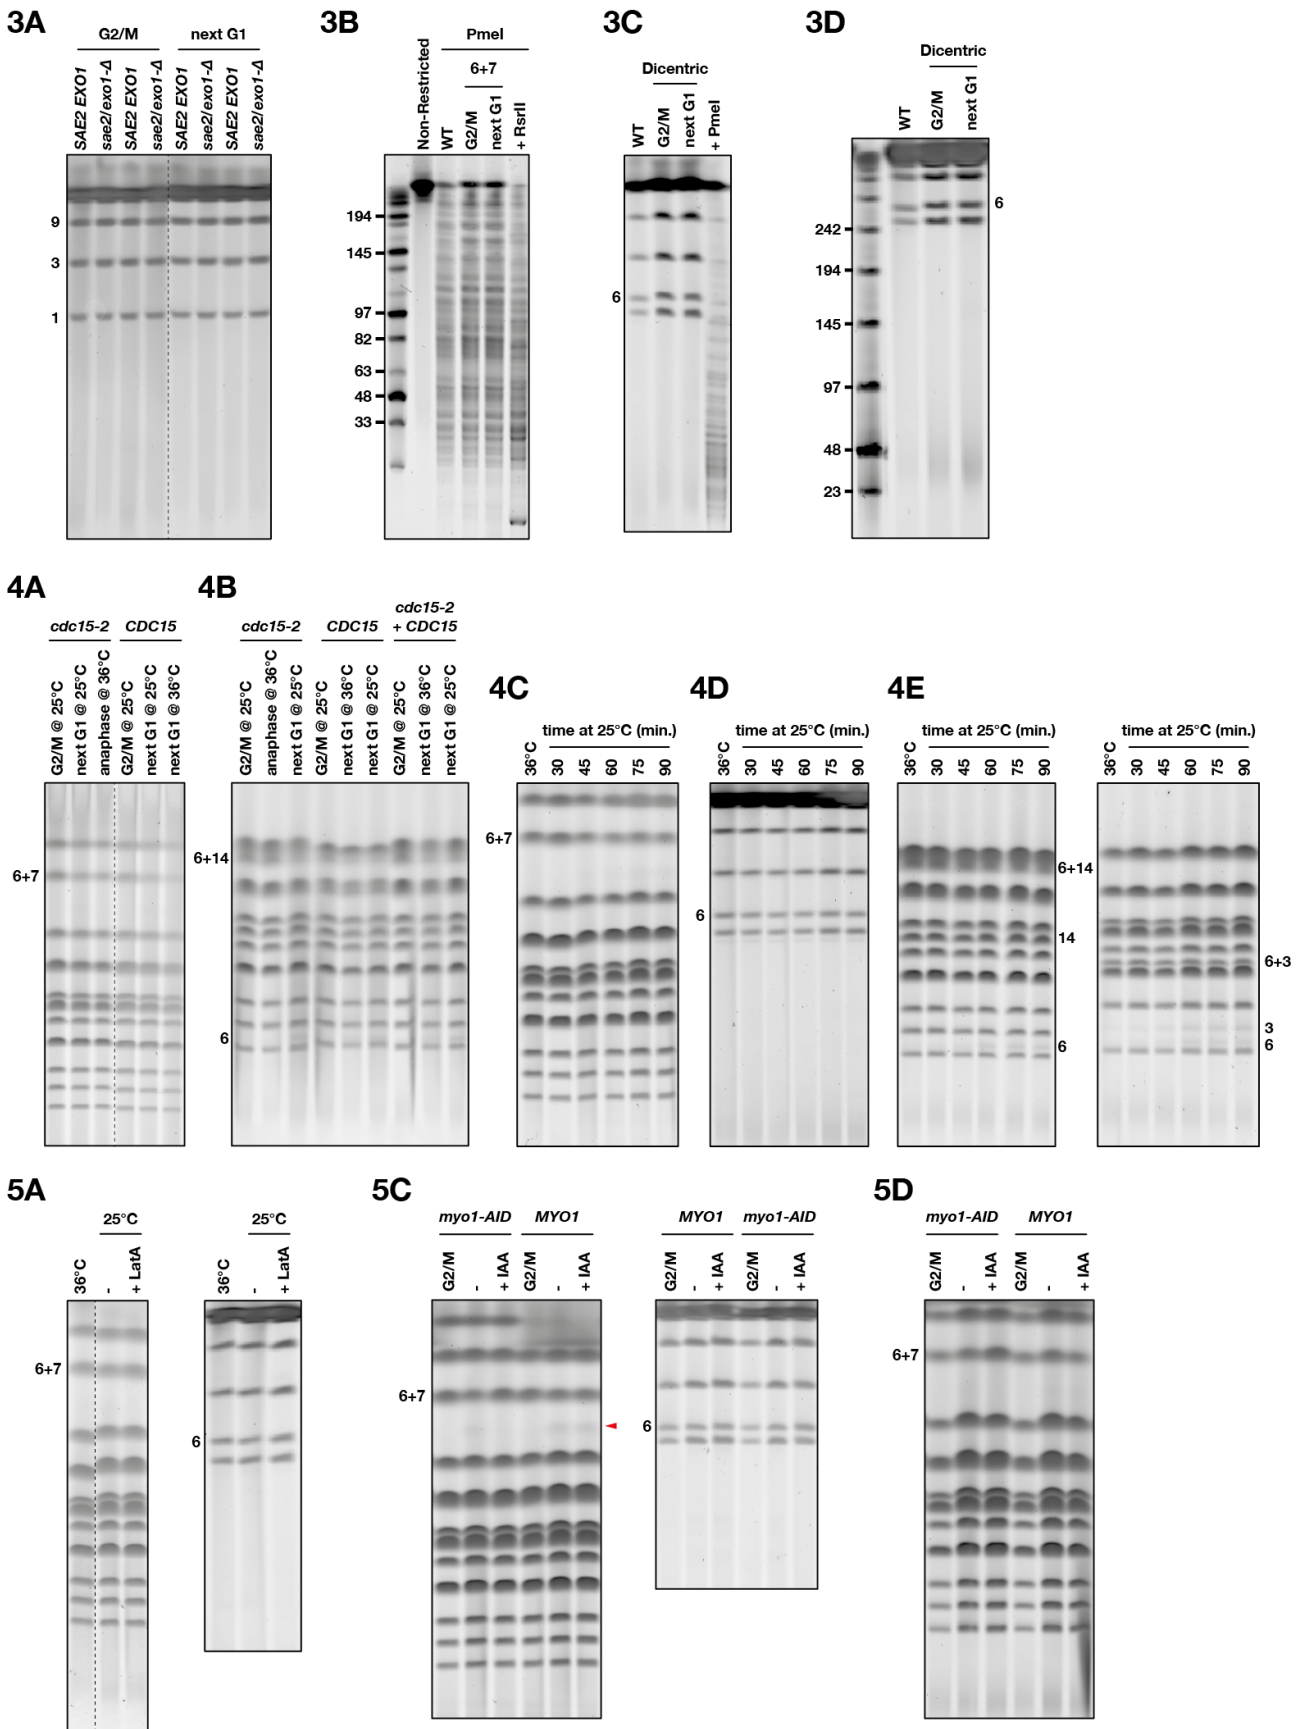 3A
G2/M next G1
SAE2 EXO1
sae2/exo1-Δ
SAE2 EXO1
sae2/exo1-Δ
SAE2 EXO1
sae2/exo1-Δ
SAE2 EXO1
sae2/exo1-Δ
9
3
1
3B
PmeI
6+7
Non-Restricted
WT
G2/M
next G1
+ RsrII
194
145
97
82
63
48
33
3C
Dicentric
WT
G2/M
next G1
+ PmeI
6
3D
Dicentric
WT
G2/M
next G1
6
242
194
145
97
48
23
4A
cdc15-2 CDC15
G2/M @ 25°C
next G1 @ 25°C
anaphase @ 36°C
G2/M @ 25°C
next G1 @ 25°C
next G1 @ 36°C
6+7
4B
cdc15-2 CDC15 cdc15-2
+ CDC15
G2/M @ 25°C
anaphase @ 36°C
next G1 @ 25°C
G2/M @ 25°C
next G1 @ 36°C
next G1 @ 25°C
G2/M @ 25°C
next G1 @ 36°C
next G1 @ 25°C
6+14
6
4C
time at 25°C (min.)
36°C 30 45 60 75 90
6+7
4D
time at 25°C (min.)
36°C 30 45 60 75 90
6
4E
time at 25°C (min.)
36°C 30 45 60 75 90
6+14
14
6
time at 25°C (min.)
36°C 30 45 60 75 90
6+3
3
6
5A
25°C
36°C - + LatA
6+7
25°C
36°C - + LatA
6
5C
myo1-AID MYO1
G2/M - + IAA G2/M - + IAA
6+7
MYO1 myo1-AID
G2/M - + IAA G2/M - + IAA
6
5D
myo1-AID MYO1
G2/M - + IAA G2/M - + IAA
6+7